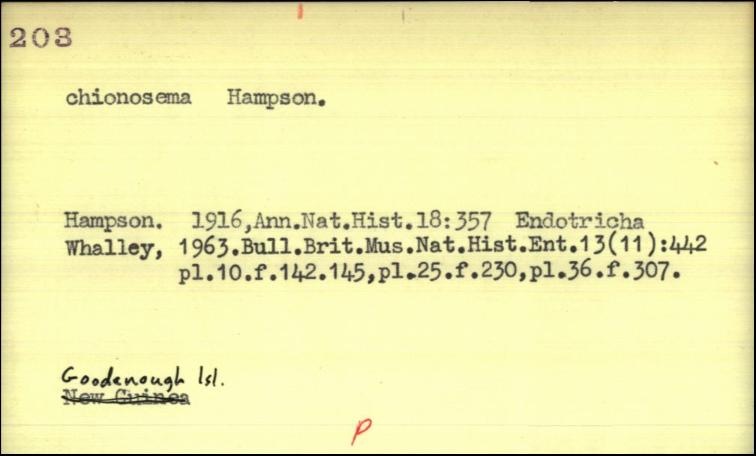 203
chionosema Hampson.
Hampson. 1916,Ann.Nat.Hist.18:357 Endotricha
Whalley, 1963.Bull.Brit.Mus.Nat.Hist.Ent.13(11):442
pl.10.f.142.145,pl.25.f.230,pl.36.f.307.
Goodenough Isl.
New Guinea
P